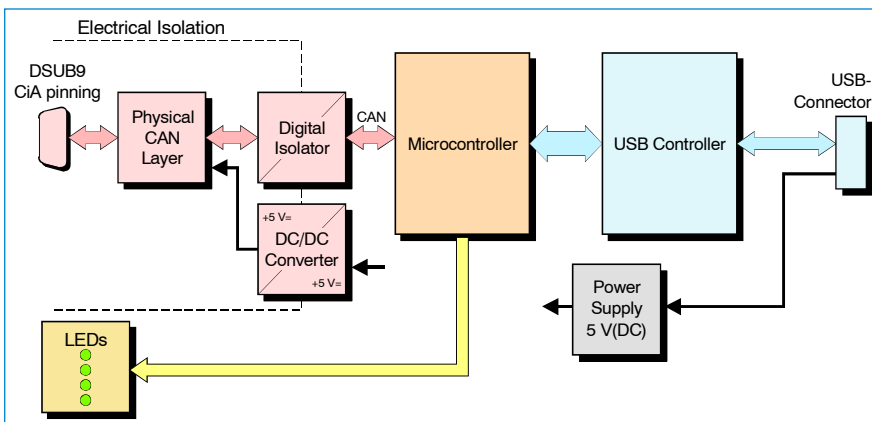 Electrical Isolation
DSUB9
CiA pinning
Physical
CAN
Layer
Digital
Isolator
CAN
Microcontroller
USB Controller
USB-
Connector
+5 V=
DC/DC
Converter
+5 V=
Power
Supply
5 V(DC)
LEDs